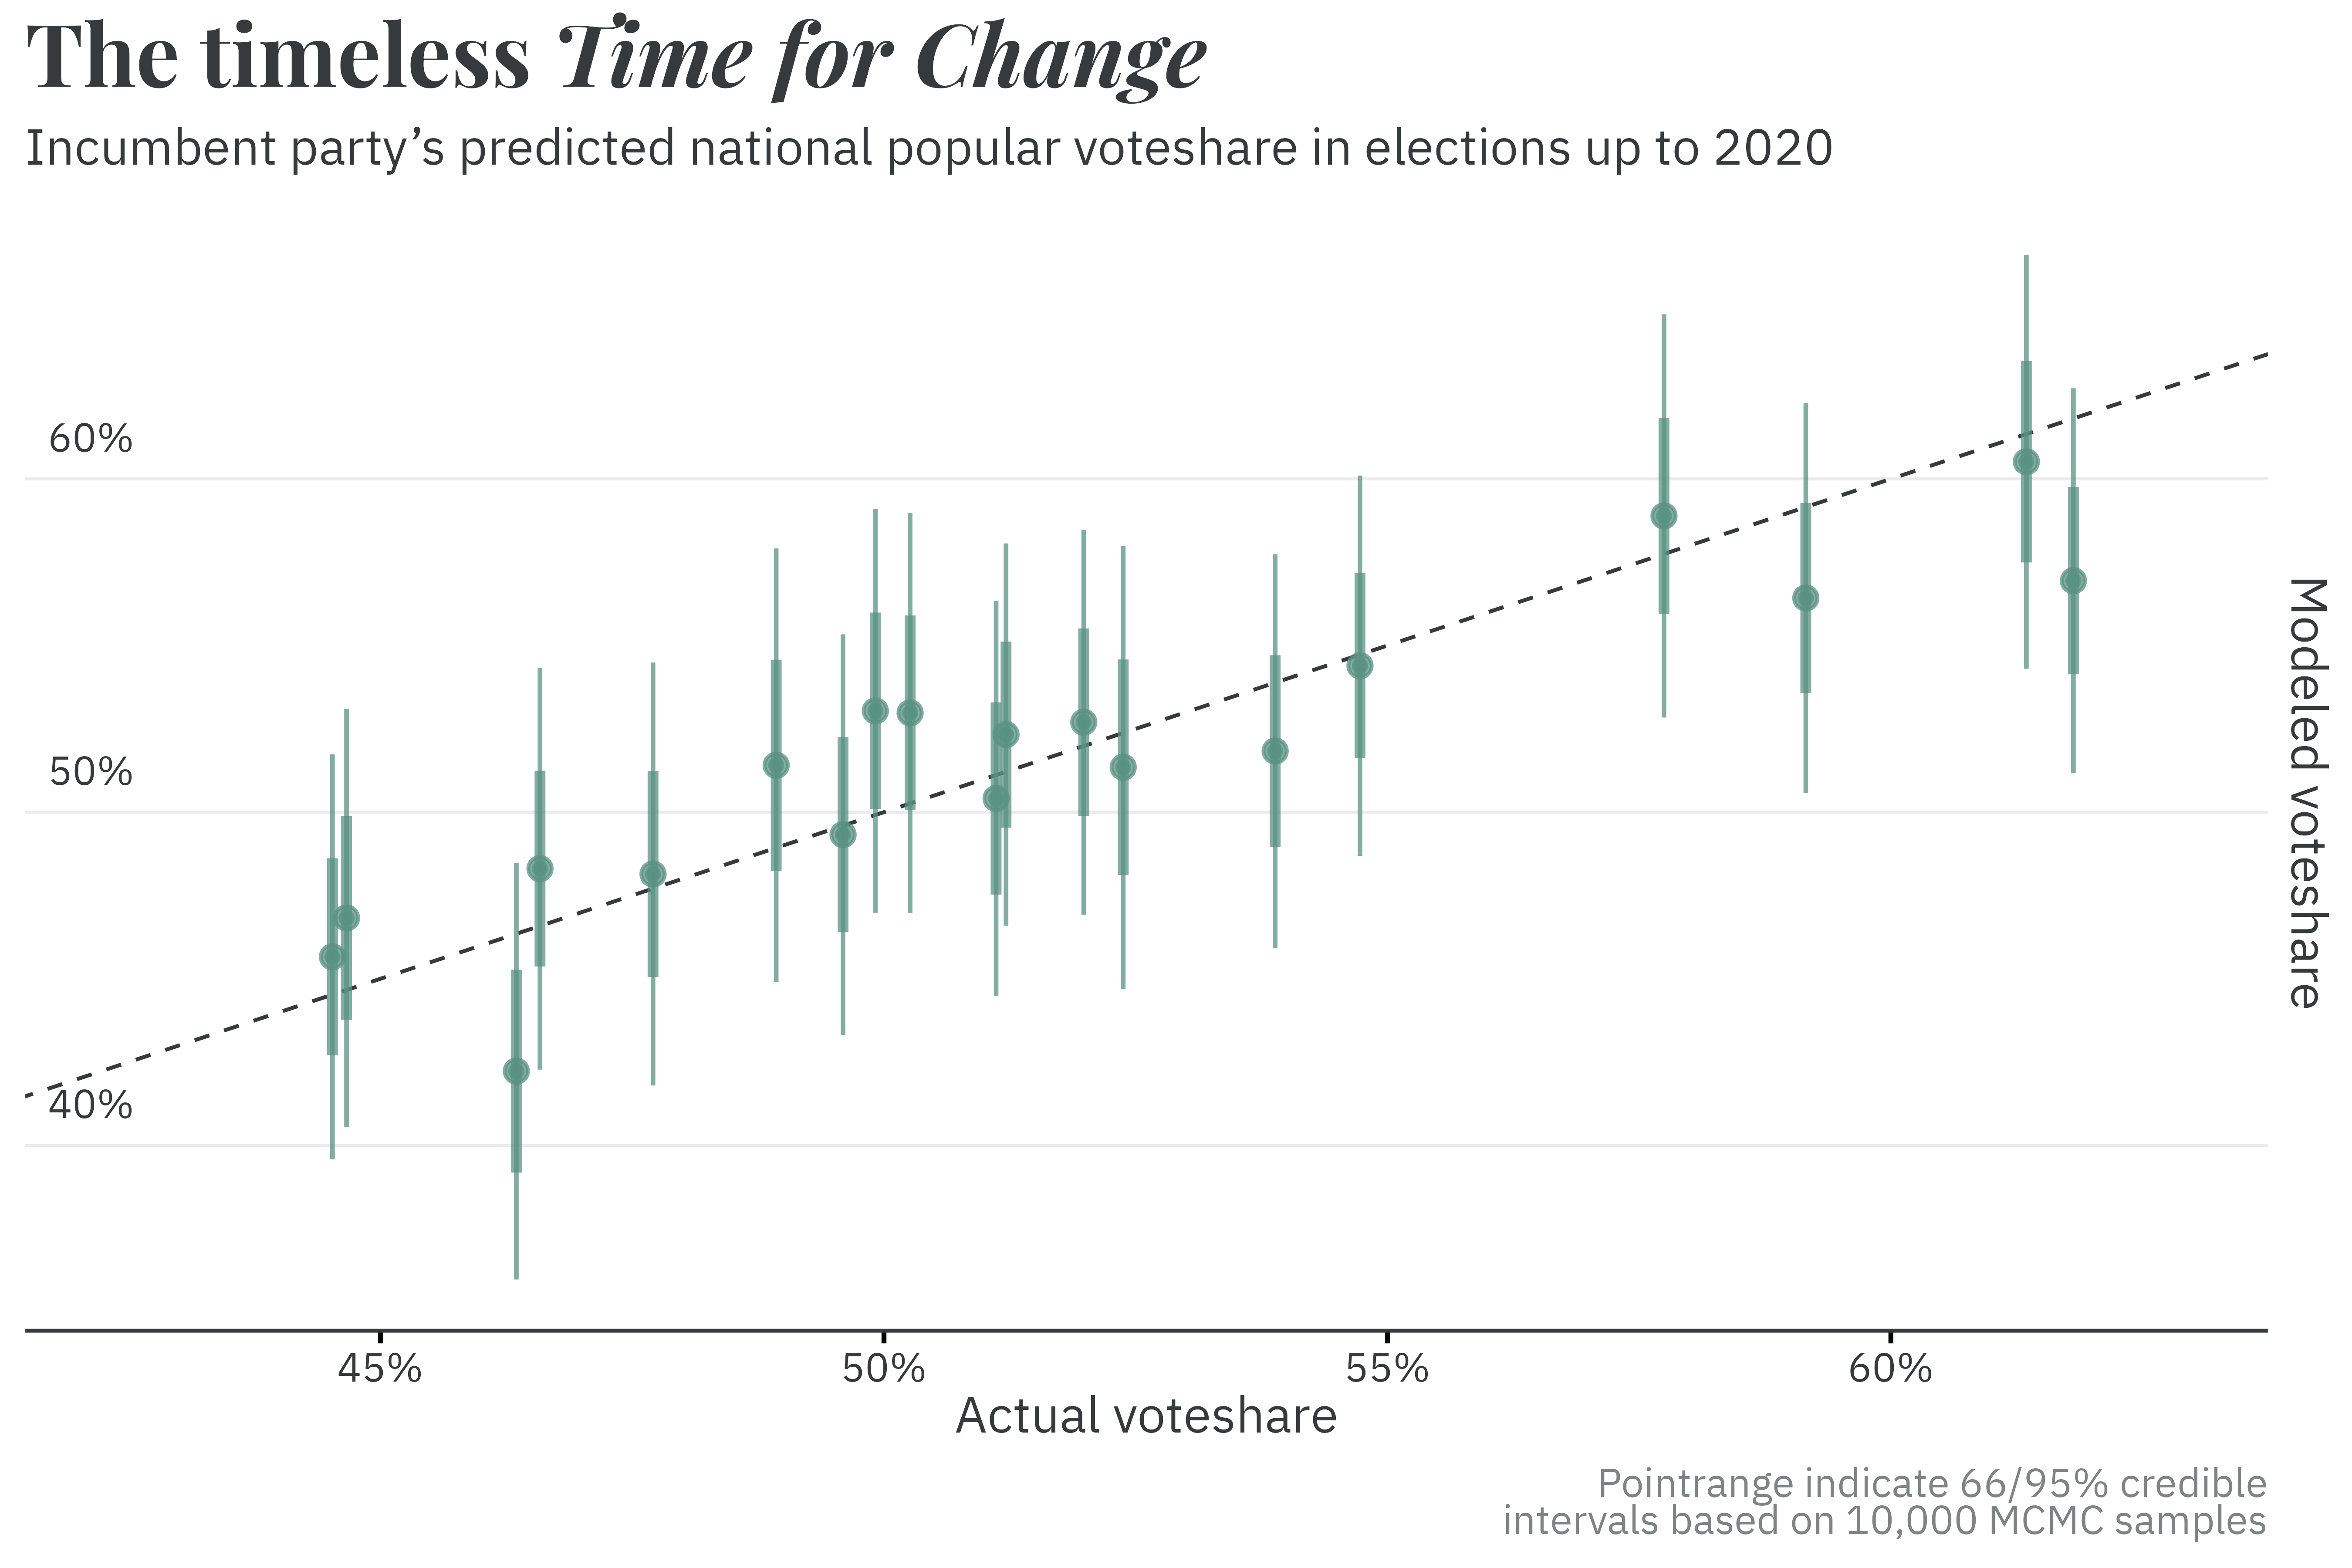 The timeless Time for Change
Incumbent party’s predicted national popular voteshare in elections up to 2020
60%
50%
40%
Modeled voteshare
45%
50%
55%
60%
Actual voteshare
Pointrange indicate 66/95% credible
intervals based on 10,000 MCMC samples